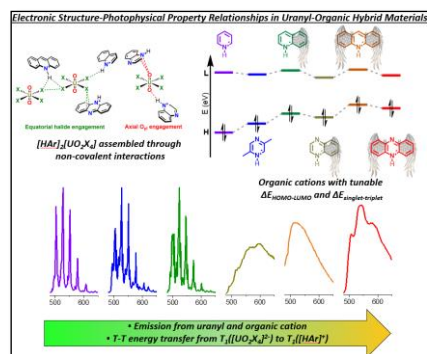 Electronic Structure-Photophysical Property Relationships in Uranyl-Organic Hybrid Materials
Equatorial halide engagement
Axial Oyl engagement
[HAr]2[UO2X4] assembled through
non-covalent interactions
L
E (eV)
H
Organic cations with tunable
ΔEHOMO-LUMO and ΔEsinglet-triplet
500 600
500 600
500 600
500 600
500 600
500 600
• Emission from uranyl and organic cation
• T-T energy transfer from T1([UO2X4]2-) to T1([HAr]+)